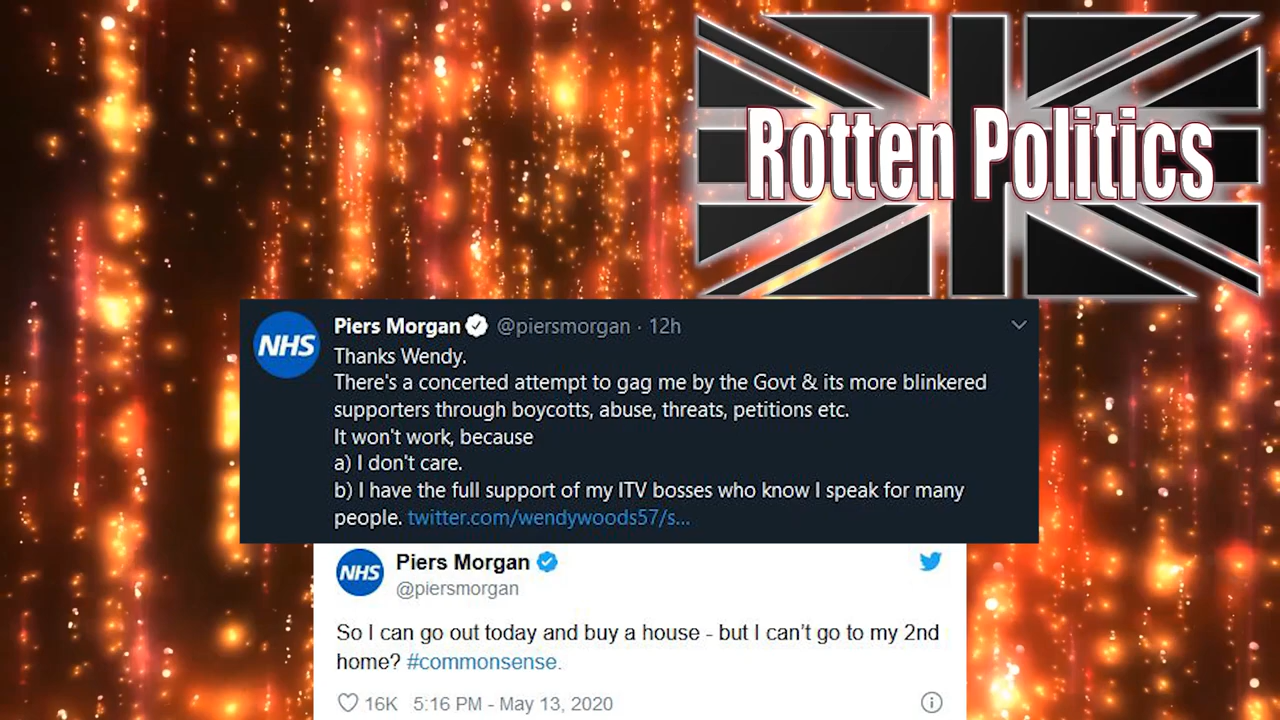 Rotten Politics
NHS
Piers Morgan @piersmorgan · 12h
Thanks Wendy.
There's a concerted attempt to gag me by the Govt & its more blinkered
supporters through boycotts, abuse, threats, petitions etc.
It won't work, because
a) I don't care.
b) I have the full support of my ITV bosses who know I speak for many
people. twitter.com/wendywoods57/s...
NHS
Piers Morgan
@piersmorgan
So I can go out today and buy a house - but I can't go to my 2nd
home? #commonsense.
16K 5:16 PM - May 13, 2020